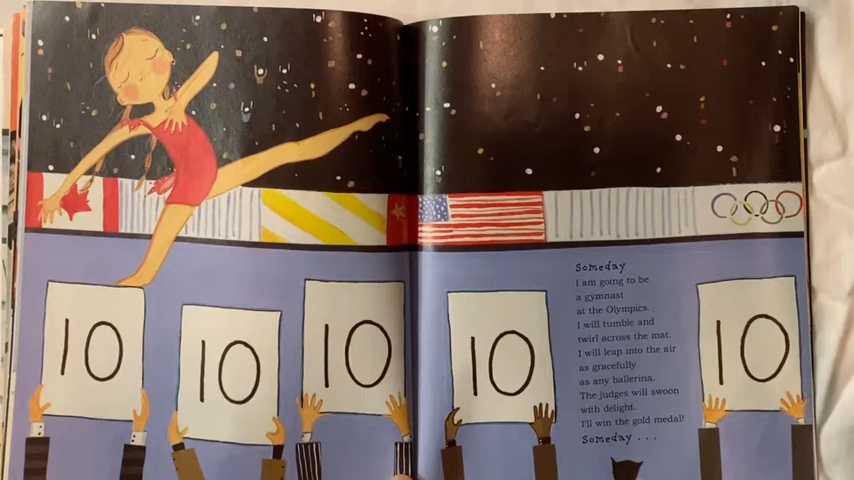 10
10
10
10
10
Someday
I am going to be
a gymnast
at the Olympics.
I will tumble and
twirl across the mat.
I will leap into the air
as gracefully
as any ballerina.
The judges will swoon
with delight.
I'll win the gold medal!
Someday . . .